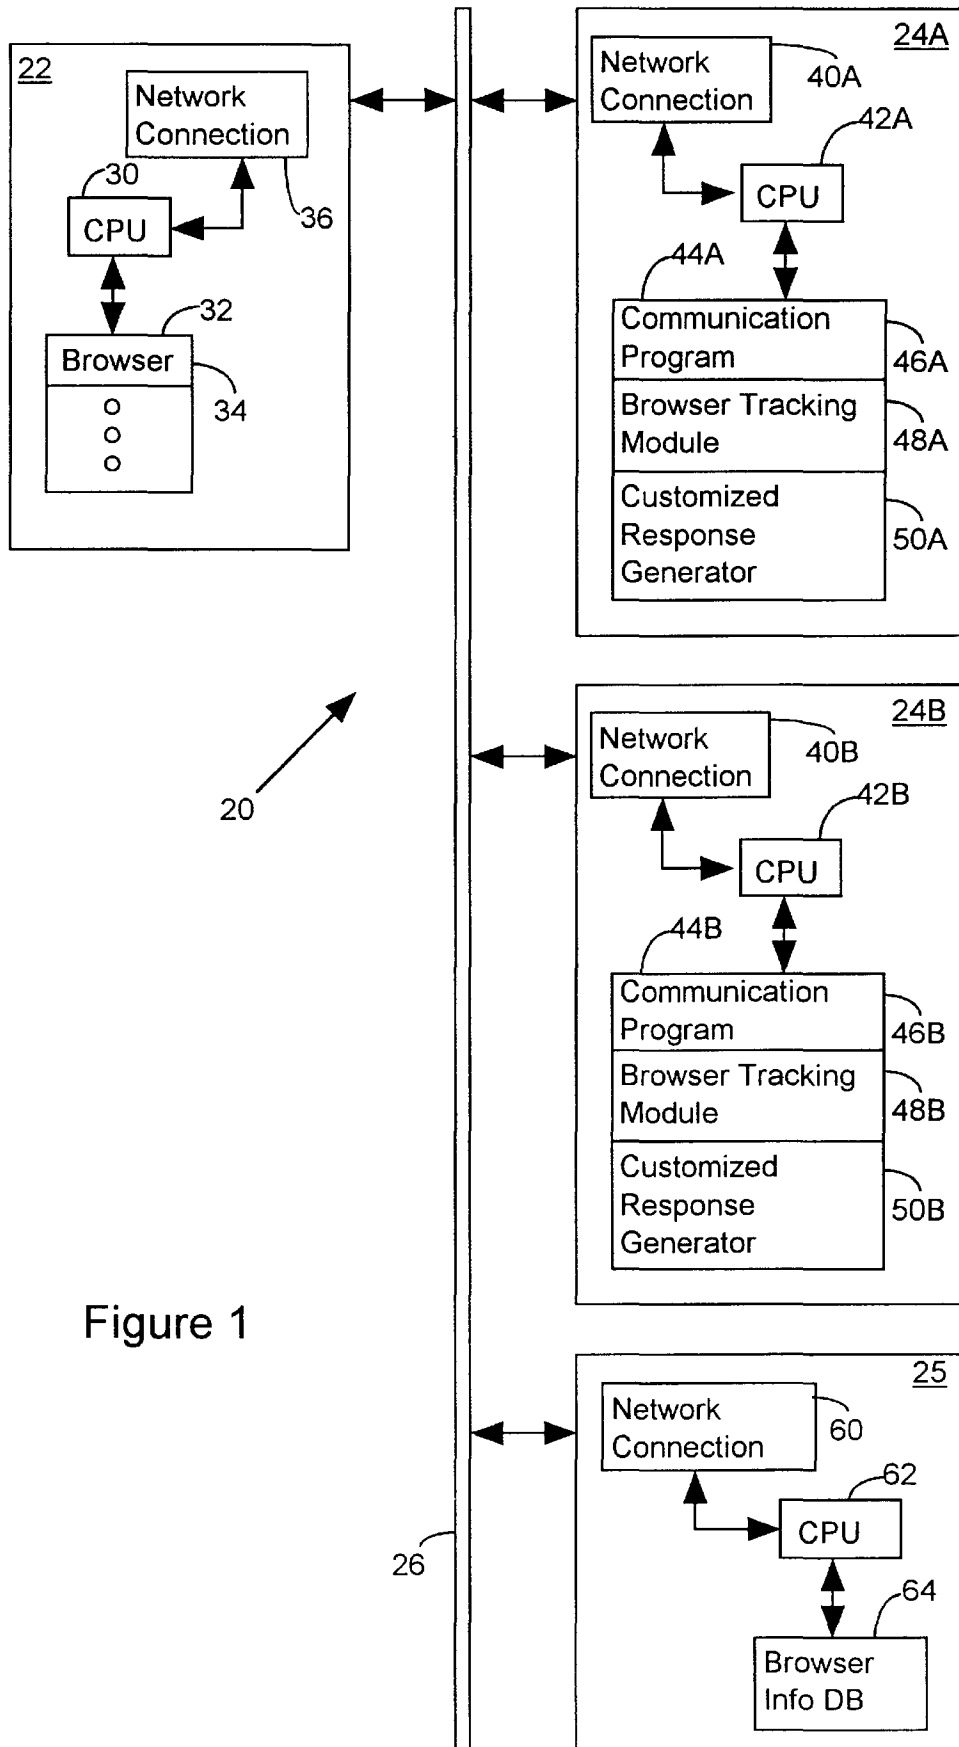 22
Network
Connection
36
30
CPU
32
Browser
34
24A
Network
Connection
40A
42A
CPU
44A
Communication
Program
46A
Browser Tracking
Module
48A
Customized
Response
Generator
50A
20
24B
Network
Connection
40B
42B
CPU
44B
Communication
Program
46B
Browser Tracking
Module
48B
Customized
Response
Generator
50B
Figure 1
26
25
Network
Connection
60
62
CPU
64
Browser
Info DB